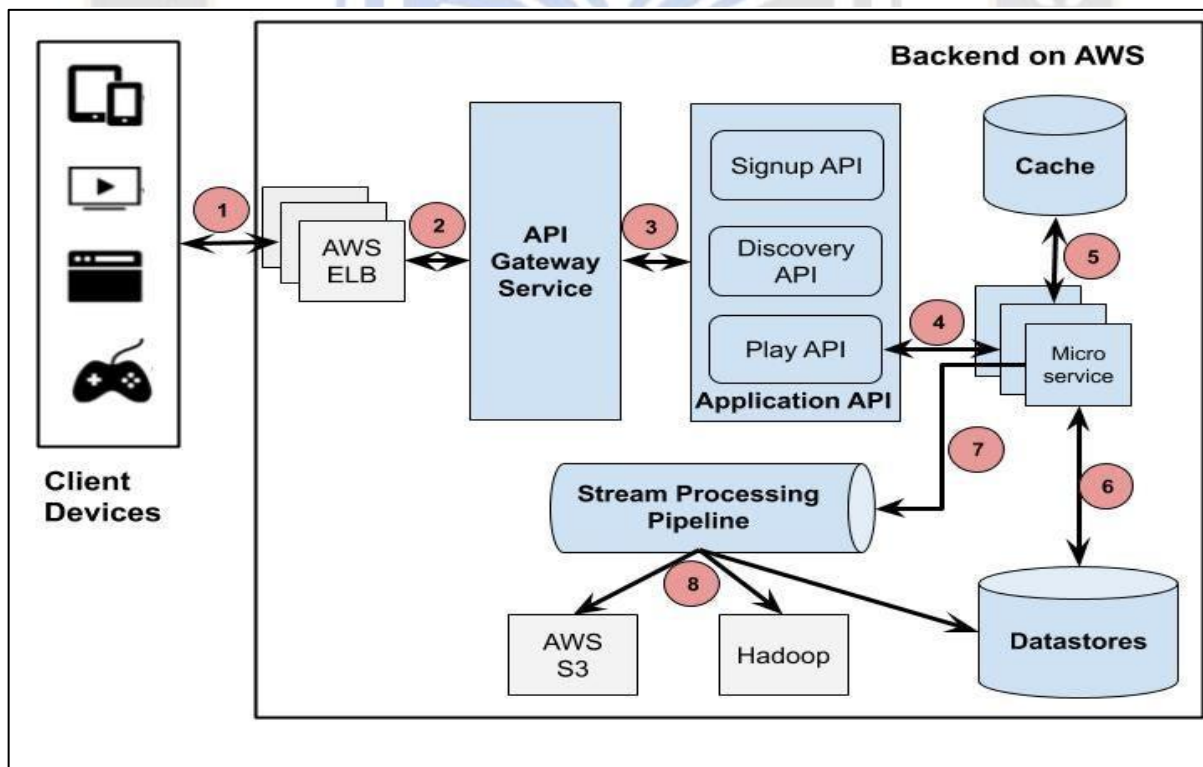 Backend on AWS
Client
Devices
1
AWS
ELB
2
API
Gateway
Service
3
Signup API
Discovery
API
Play API
Application API
4
Cache
5
Micro
service
6
7
Stream Processing
Pipeline
8
AWS
S3
Hadoop
Datastores